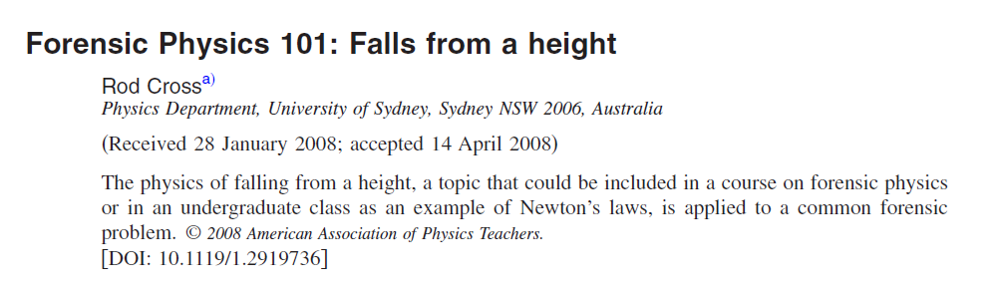 Forensic Physics 101: Falls from a height
Rod Crossa)
Physics Department, University of Sydney, Sydney NSW 2006, Australia
(Received 28 January 2008; accepted 14 April 2008)
The physics of falling from a height, a topic that could be included in a course on forensic physics
or in an undergraduate class as an example of Newton's laws, is applied to a common forensic
problem. © 2008 American Association of Physics Teachers.
[DOI: 10.1119/1.2919736]